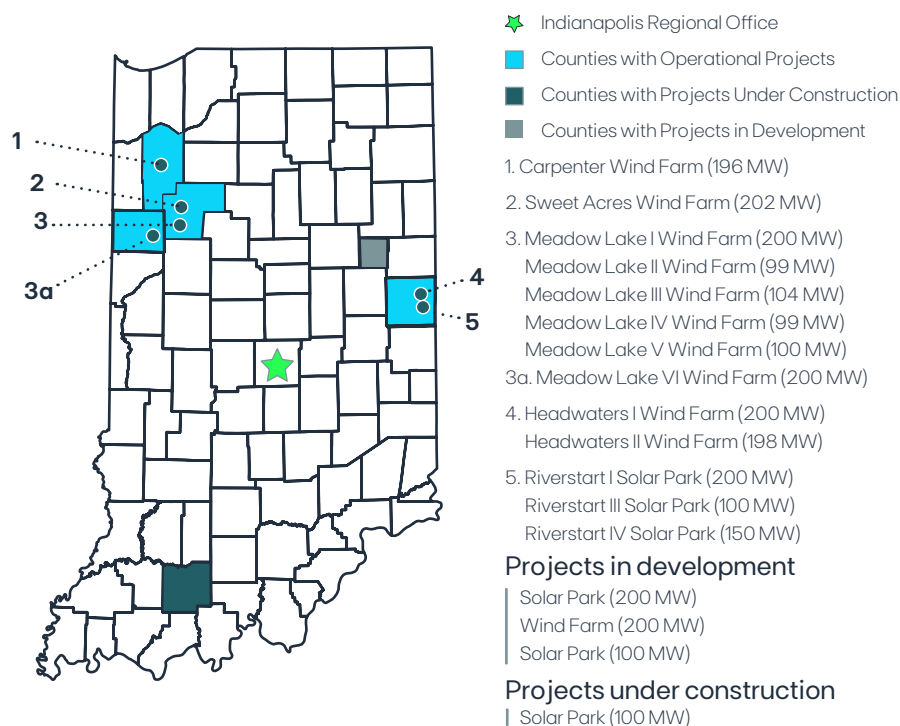 Indianapolis Regional Office
Counties with Operational Projects
Counties with Projects Under Construction
Counties with Projects in Development
1
2
3
3a
4
5
1. Carpenter Wind Farm (196 MW)
2. Sweet Acres Wind Farm (202 MW)
3. Meadow Lake I Wind Farm (200 MW)
Meadow Lake II Wind Farm (99 MW)
Meadow Lake III Wind Farm (104 MW)
Meadow Lake IV Wind Farm (99 MW)
Meadow Lake V Wind Farm (100 MW)
3a. Meadow Lake VI Wind Farm (200 MW)
4. Headwaters I Wind Farm (200 MW)
Headwaters II Wind Farm (198 MW)
5. Riverstart I Solar Park (200 MW)
Riverstart III Solar Park (100 MW)
Riverstart IV Solar Park (150 MW)
Projects in development
Solar Park (200 MW)
Wind Farm (200 MW)
Solar Park (100 MW)
Projects under construction
Solar Park (100 MW)